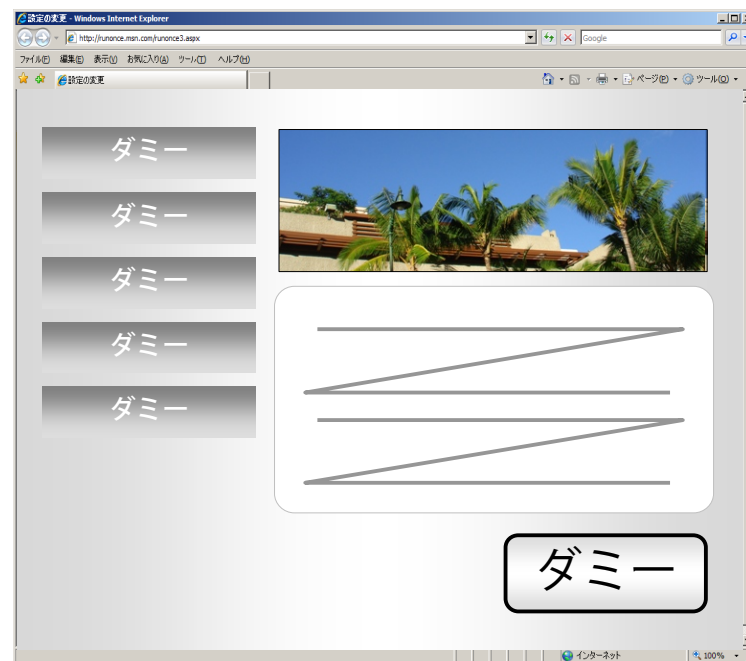 設定の変更 - Windows Internet Explorer
http://runonce.msn.com/runonce3.aspx
Google
ファイル(F) 編集(E) 表示(V) お気に入り(A) ツール(T) ヘルプ(H)
設定の変更
ページ(P) ツール(O)
ダミー
ダミー
ダミー
ダミー
ダミー
ダミー
インターネット
100%